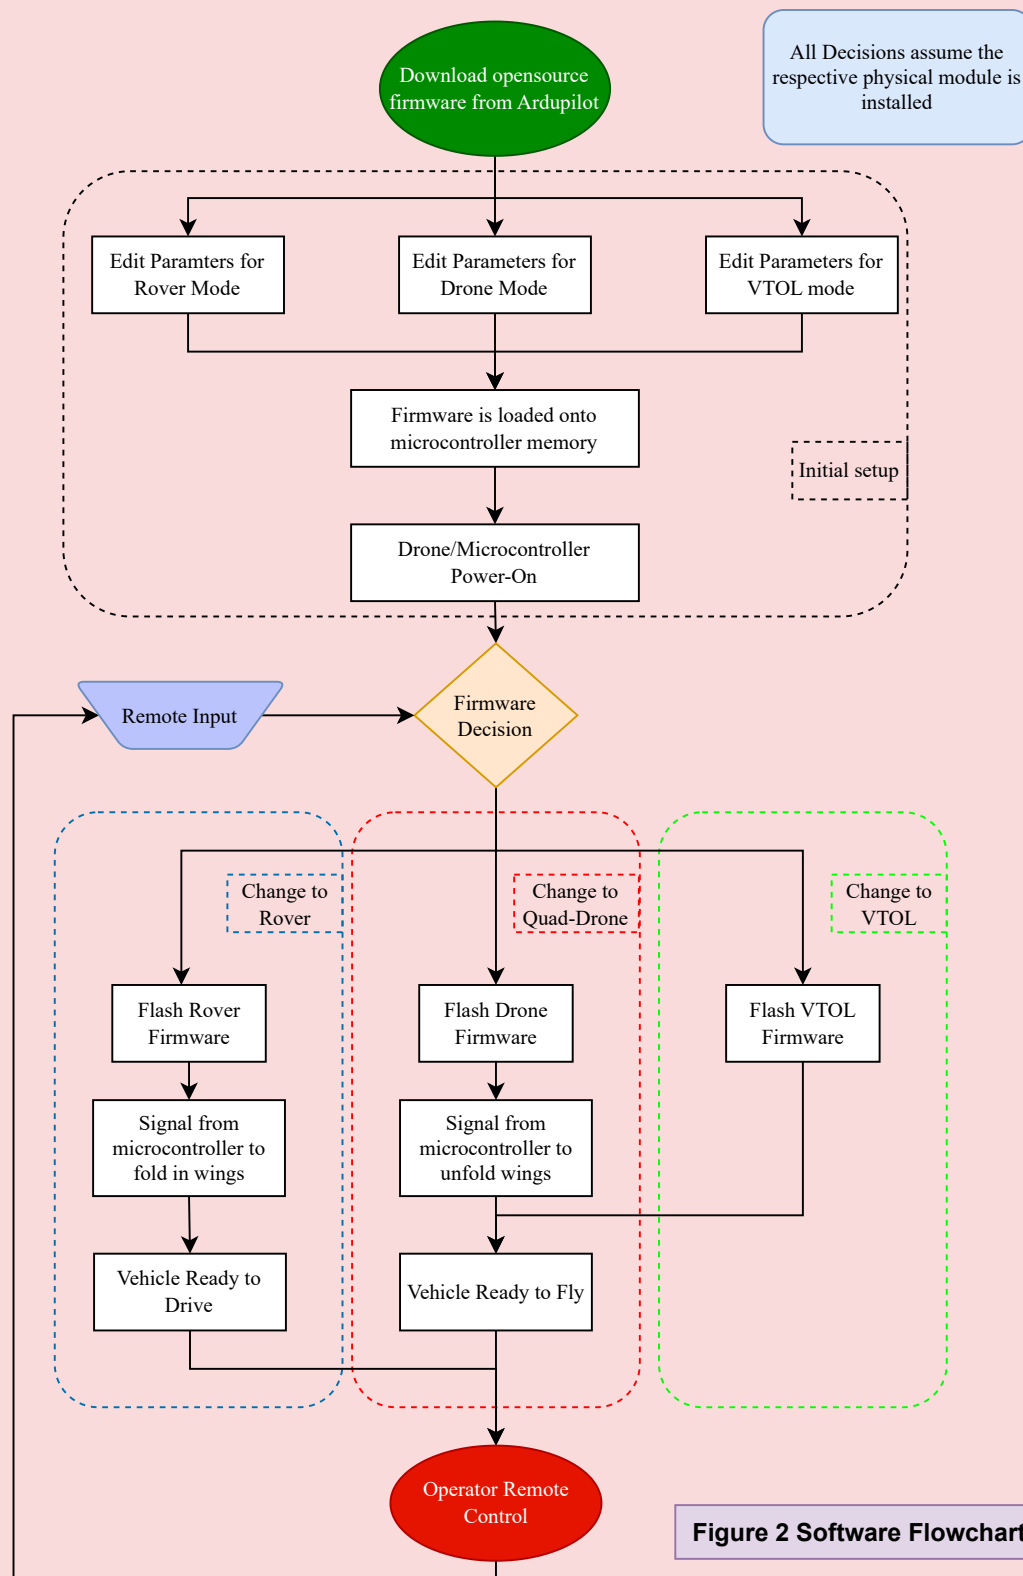 Download opensource
firmware from Ardupilot
All Decisions assume the
respective physical module is
installed
Edit Paramters for
Rover Mode
Edit Parameters for
Drone Mode
Edit Parameters for
VTOL mode
Firmware is loaded onto
microcontroller memory
Initial setup
Drone/Microcontroller
Power-On
Remote Input
Firmware
Decision
Change to
Rover
Change to
Quad-Drone
Change to
VTOL
Flash Rover
Firmware
Flash Drone
Firmware
Flash VTOL
Firmware
Signal from
microcontroller to
fold in wings
Signal from
microcontroller to
unfold wings
Vehicle Ready to
Drive
Vehicle Ready to Fly
Operator Remote
Control
Figure 2 Software Flowchart